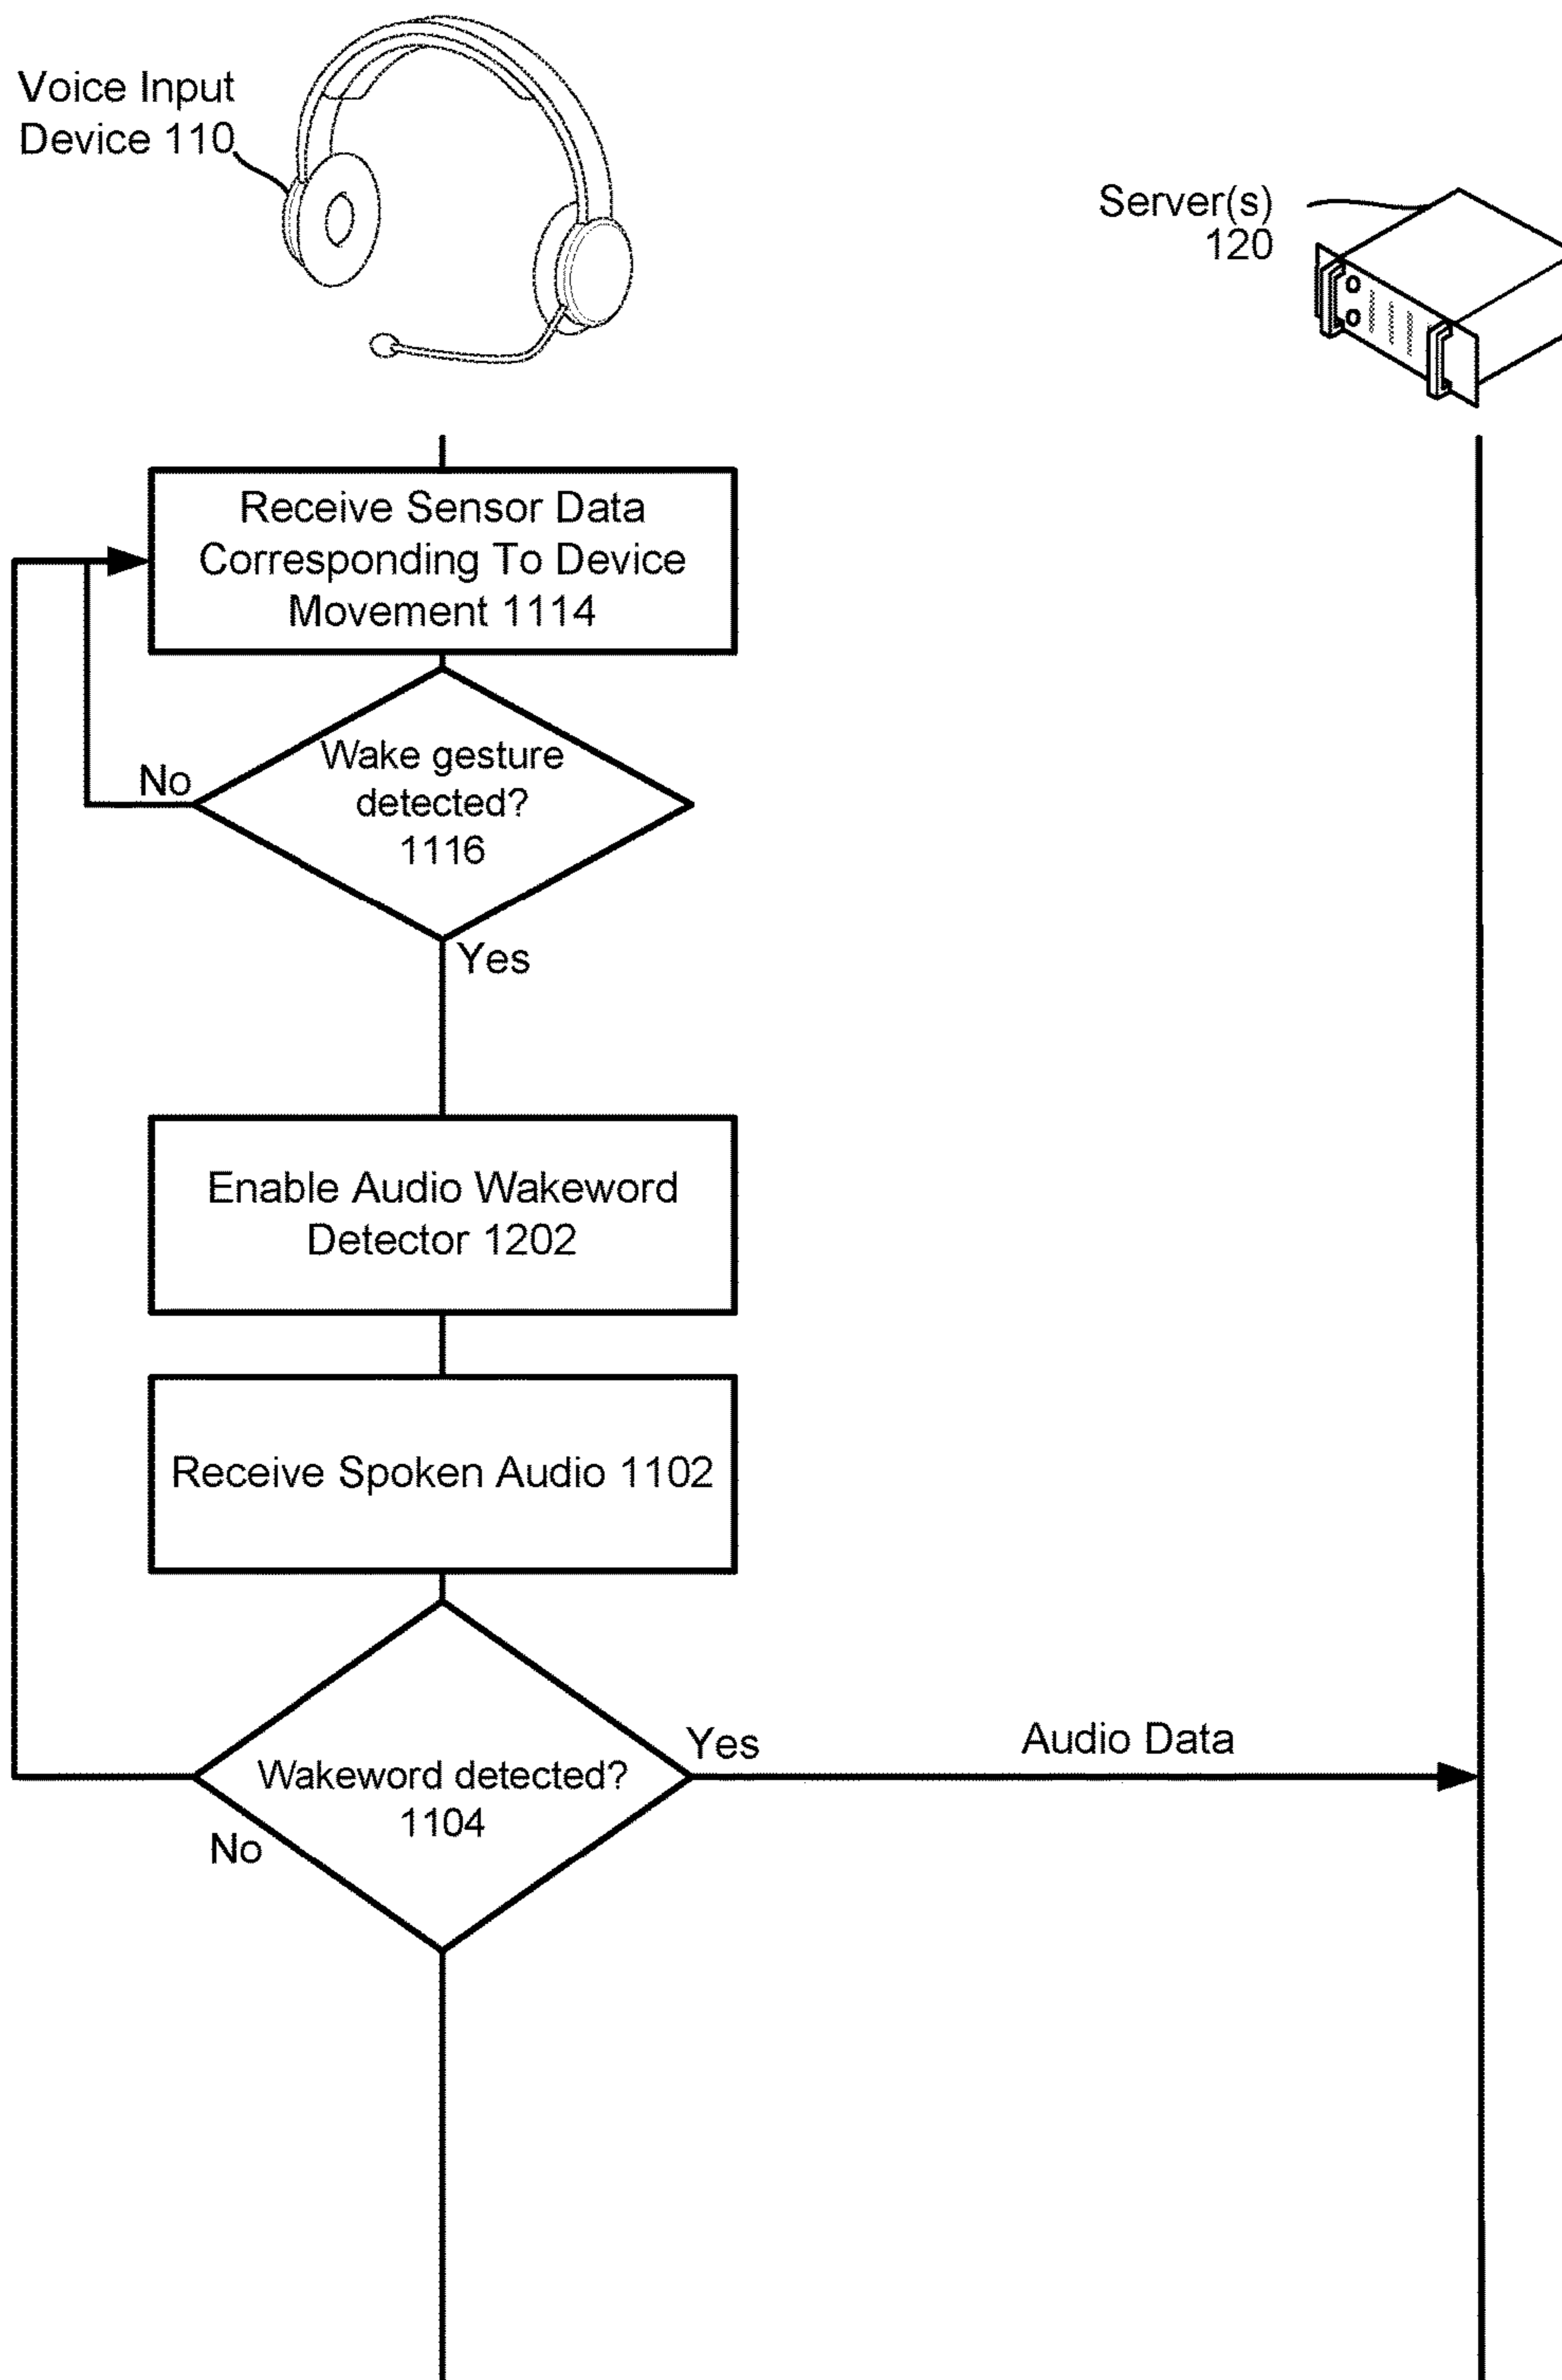 Voice Input
Device 110
Server(s)
120
Receive Sensor Data
Corresponding To Device
Movement 1114
Wake gesture
detected?
1116
No
Yes
Enable Audio Wakeword
Detector 1202
Receive Spoken Audio 1102
Yes
Audio Data
Wakeword detected?
1104
No